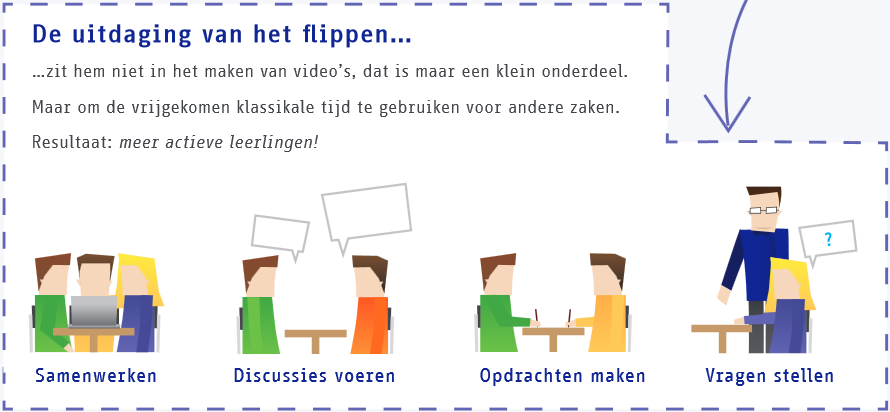 De uitdaging van het flippen...
...zit hem niet in het maken van video's, dat is maar een klein onderdeel.
Maar om de vrijgekomen klassikale tijd te gebruiken voor andere zaken.
Resultaat: meer actieve leerlingen!
?
Samenwerken
Discussies voeren
Opdrachten maken
Vragen stellen